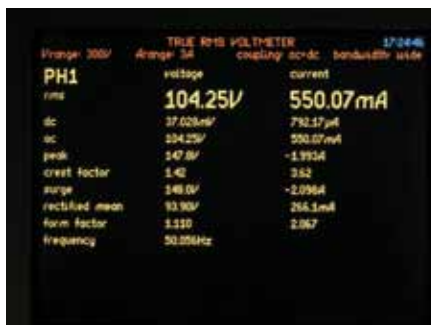 TRUE RMS VOLTMETER 17:24:46
Vrange 300V Arange 3A coupling ac+dc bandwidth wide
PH1 voltage current
rms 104.25V 550.07mA
dc 37.028mV 792.17µA
ac 104.25V 550.07mA
peak 147.8V -1.993A
crest factor 1.42 3.62
surge 148.0V -2.098A
rectified mean 93.90V 266.1mA
form factor 1.110 2.067
frequency 50.056Hz